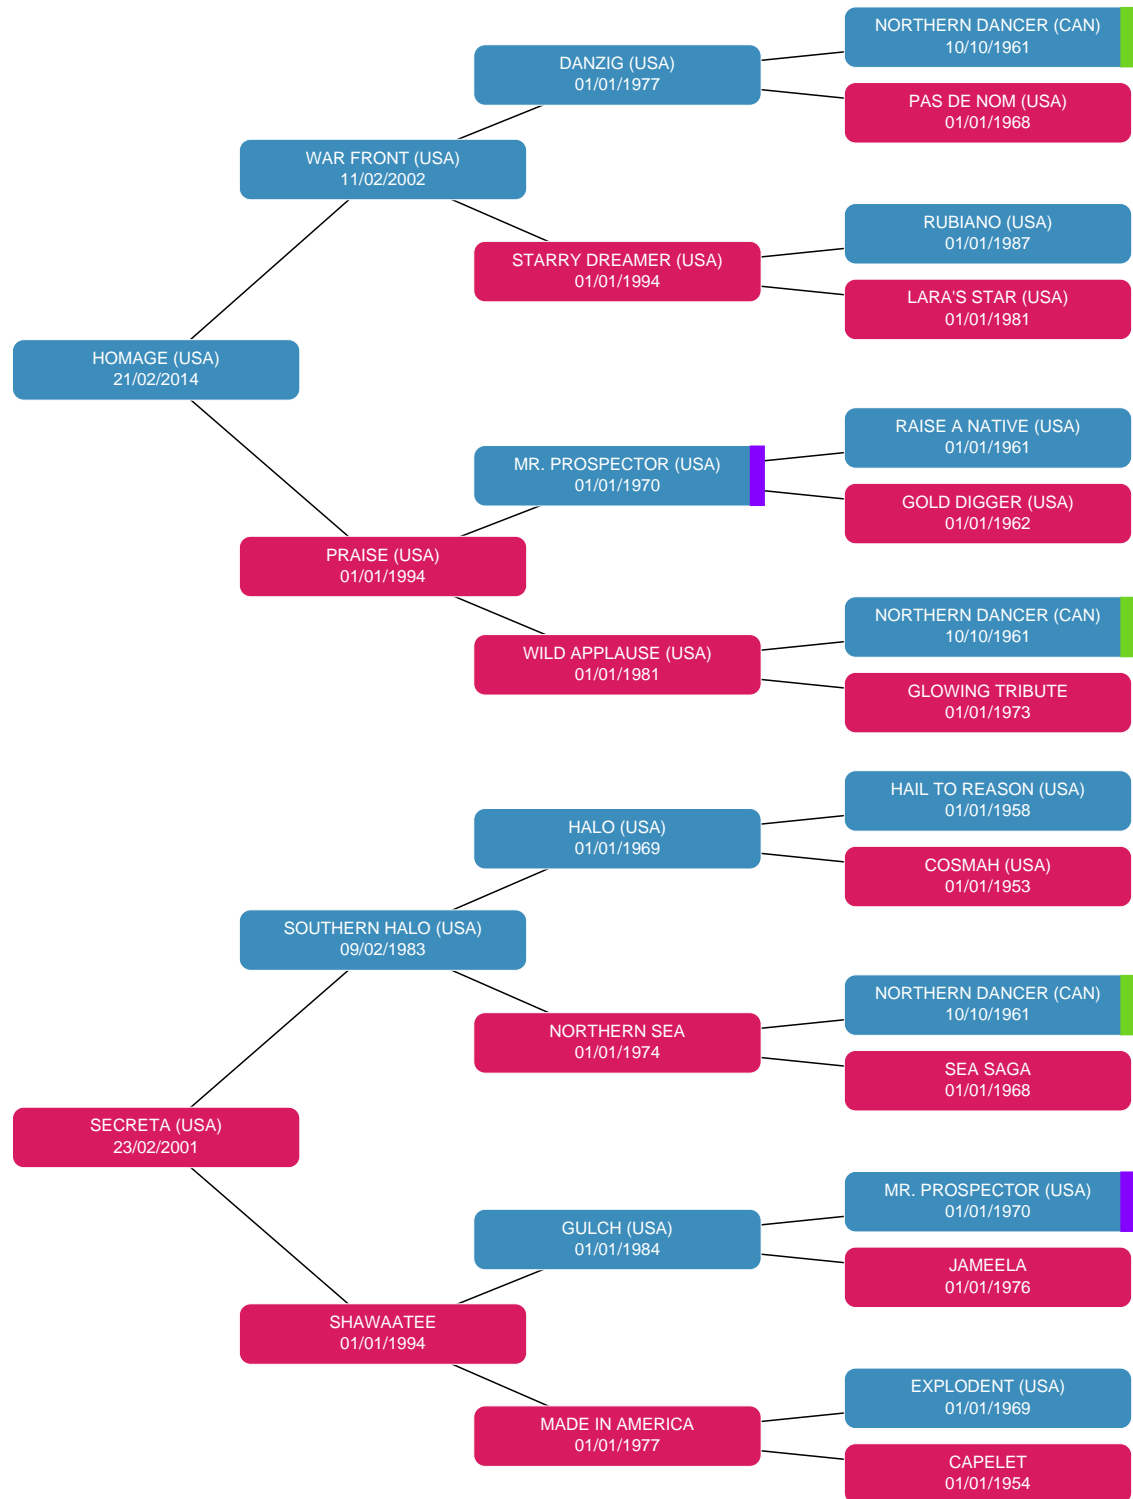 NORTHERN DANCER (CAN)
10/10/1961
DANZIG (USA)
01/01/1977
PAS DE NOM (USA)
01/01/1968
WAR FRONT (USA)
11/02/2002
RUBIANO (USA)
01/01/1987
STARRY DREAMER (USA)
01/01/1994
LARA'S STAR (USA)
01/01/1981
HOMAGE (USA)
21/02/2014
RAISE A NATIVE (USA)
01/01/1961
MR. PROSPECTOR (USA)
01/01/1970
GOLD DIGGER (USA)
01/01/1962
PRAISE (USA)
01/01/1994
NORTHERN DANCER (CAN)
10/10/1961
WILD APPLAUSE (USA)
01/01/1981
GLOWING TRIBUTE
01/01/1973
HAIL TO REASON (USA)
01/01/1958
HALO (USA)
01/01/1969
COSMAH (USA)
01/01/1953
SOUTHERN HALO (USA)
09/02/1983
NORTHERN DANCER (CAN)
10/10/1961
NORTHERN SEA
01/01/1974
SEA SAGA
01/01/1968
SECRETA (USA)
23/02/2001
MR. PROSPECTOR (USA)
01/01/1970
GULCH (USA)
01/01/1984
JAMEELA
01/01/1976
SHAWAATEE
01/01/1994
EXPLODENT (USA)
01/01/1969
MADE IN AMERICA
01/01/1977
CAPELET
01/01/1954